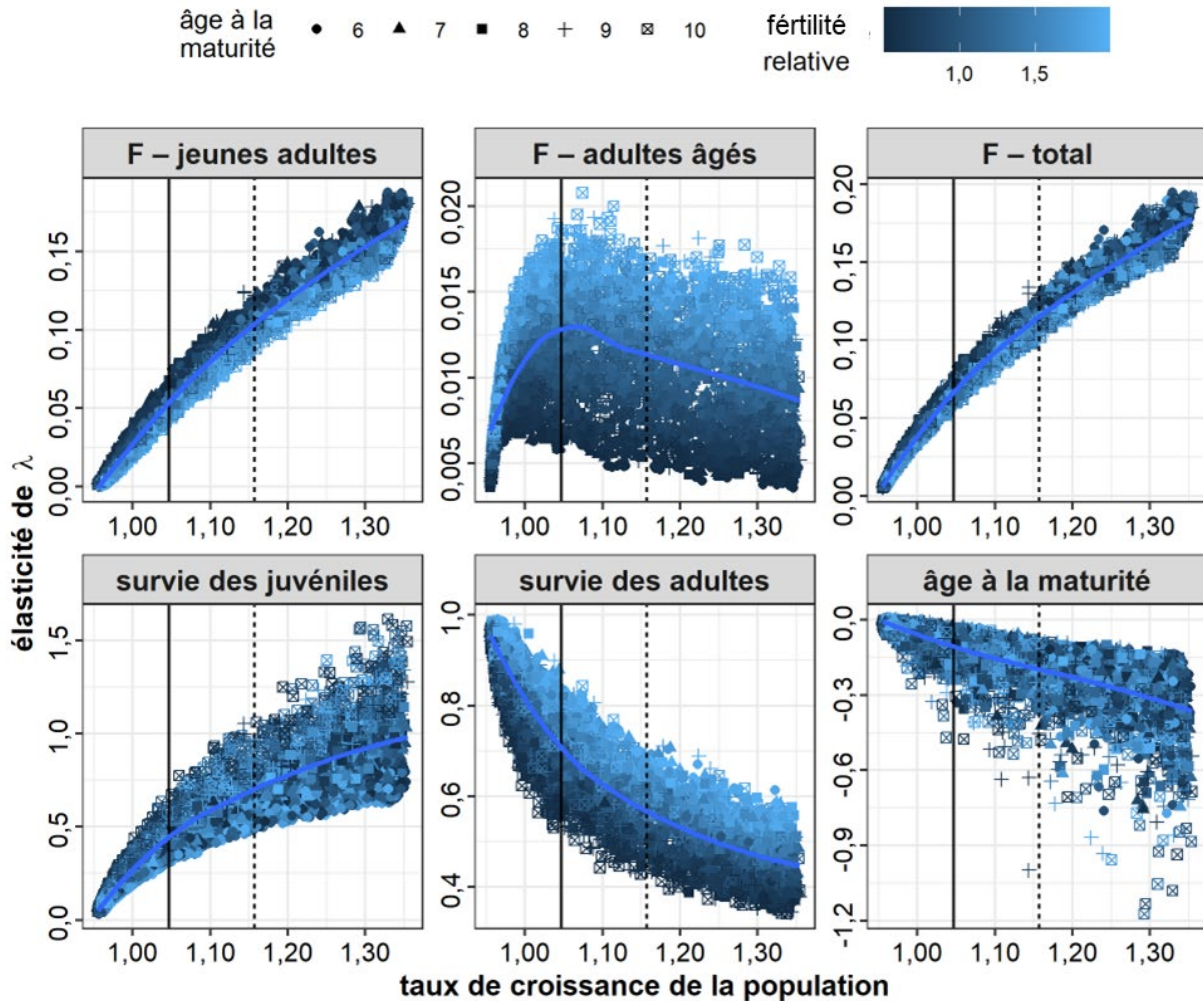 âge à la
maturité
6 7 8 9 10
fértilité
relative
1,0 1,5
F – jeunes adultes
F – adultes âgés
F – total
0,15
0,10
0,05
0,00
0,020
0,015
0,010
0,005
0,20
0,15
0,10
0,05
0,00
1,00 1,10 1,20 1,30
1,00 1,10 1,20 1,30
1,00 1,10 1,20 1,30
élasticité de λ
survie des juvéniles
survie des adultes
âge à la maturité
1,5
1,0
0,5
0,0
1,0
0,8
0,6
0,4
0,0
-0,3
-0,6
-0,9
-1,2
1,00 1,10 1,20 1,30
1,00 1,10 1,20 1,30
1,00 1,10 1,20 1,30
taux de croissance de la population